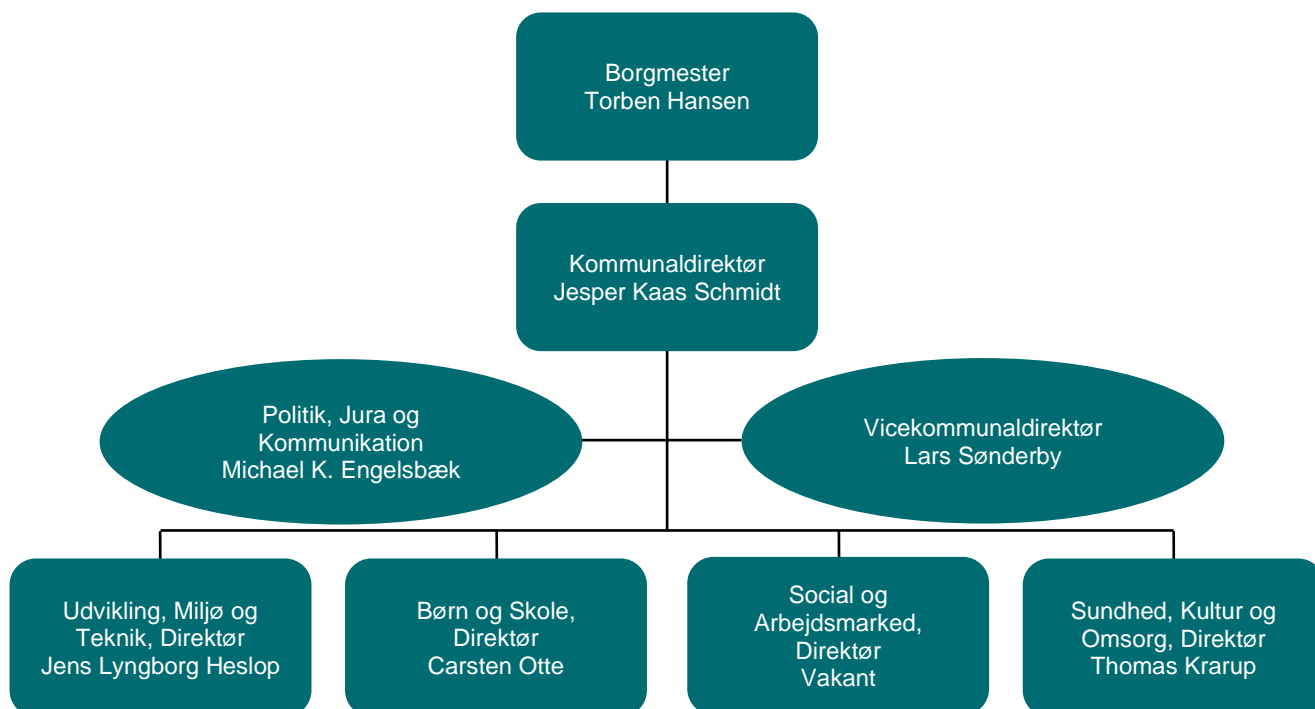 Borgmester
Torben Hansen
Kommunaldirektør
Jesper Kaas Schmidt
Politik, Jura og
Kommunikation
Michael K. Engelsbæk
Vicekommunaldirektør
Lars Sønderby
Udvikling, Miljø og
Teknik, Direktør
Jens Lyngborg Heslop
Børn og Skole,
Direktør
Carsten Otte
Social og
Arbejdsmarked,
Direktør
Vakant
Sundhed, Kultur og
Omsorg, Direktør
Thomas Krarup